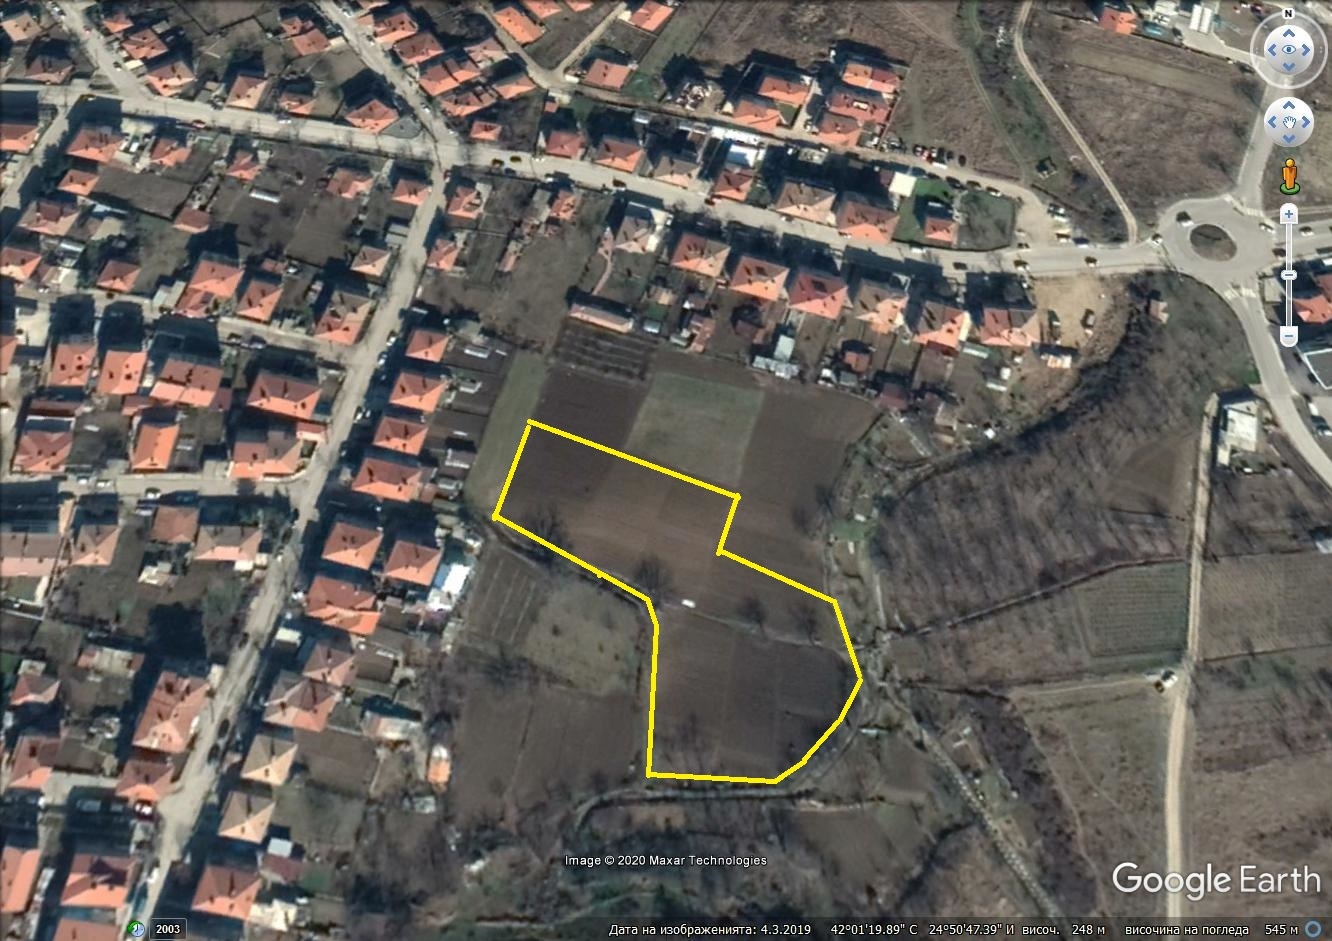 N
Image © 2020 Maxar Technologies
Google Earth
2003
Дата на изображенията: 4.3.2019 42°01'19.89" С 24°50'47.39" И височ. 248 м височина на погледа 545 м